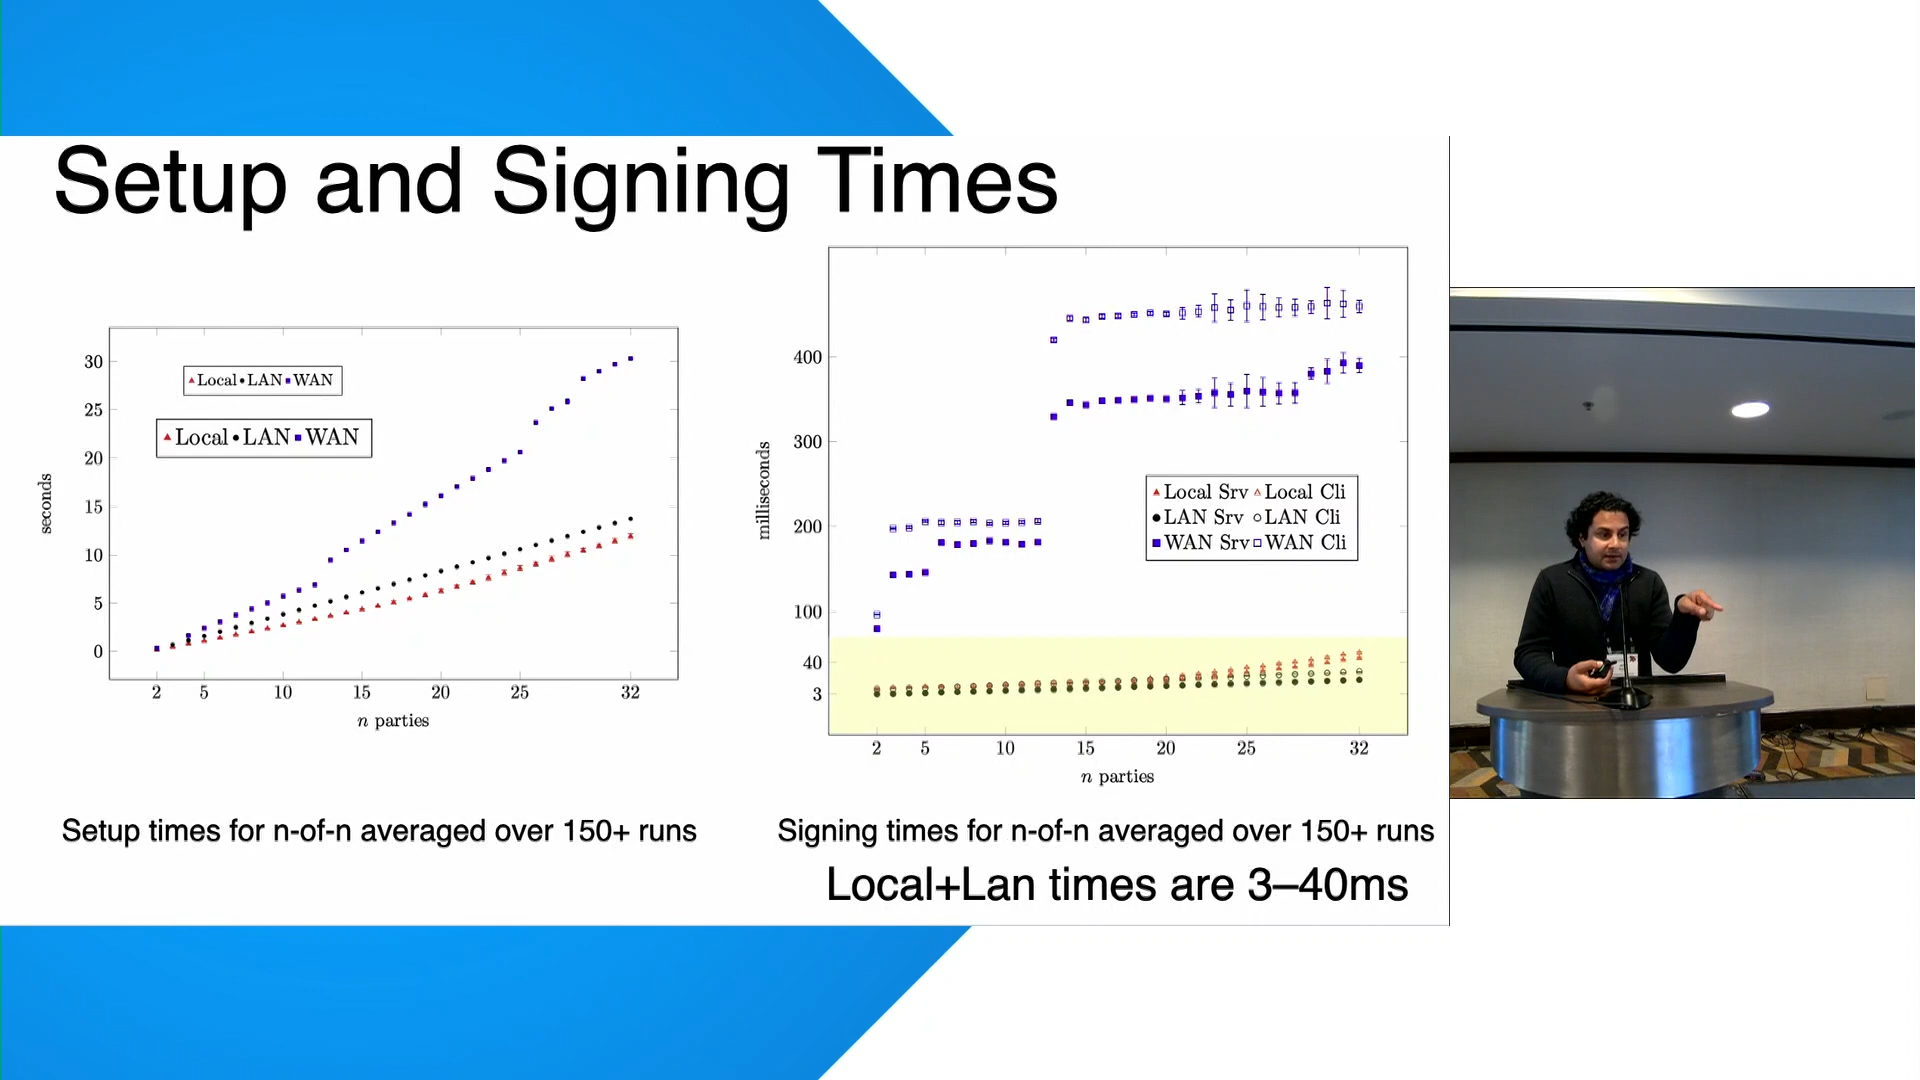 Setup and Signing Times
30
25
20
15
10
5
0
seconds
Local LAN WAN
Local LAN WAN
2 5 10 15 20 25 32
n parties
Setup times for n-of-n averaged over 150+ runs
400
300
200
100
40
3
milliseconds
Local Srv Local Cli
LAN Srv LAN Cli
WAN Srv WAN Cli
2 5 10 15 20 25 32
n parties
Signing times for n-of-n averaged over 150+ runs
Local+Lan times are 3–40ms